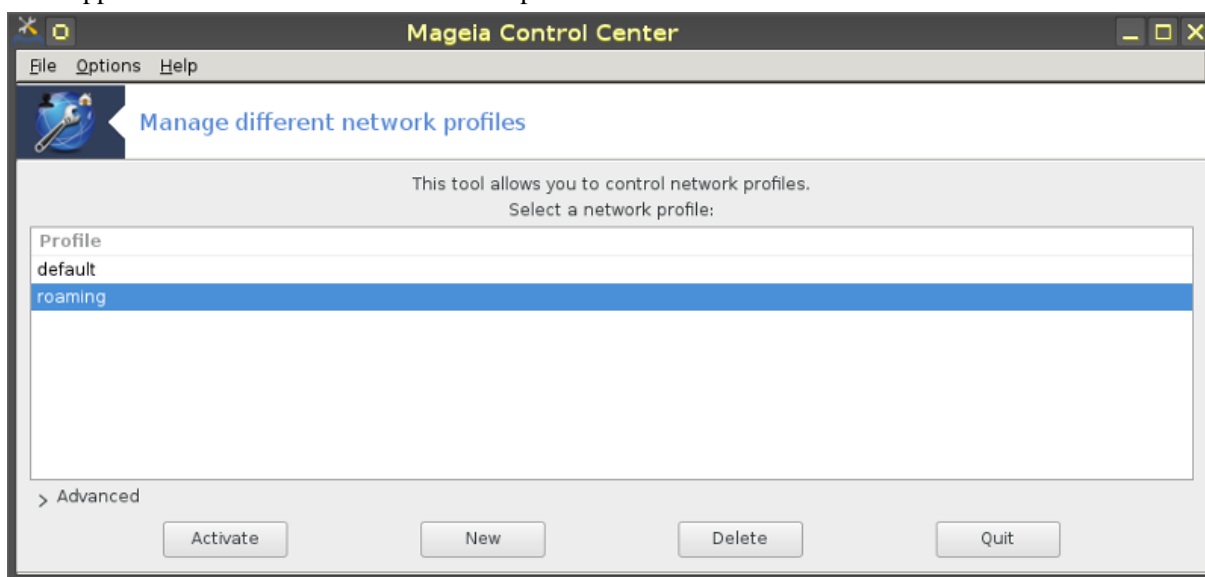 Mageia Control Center
File Options Help
Manage different network profiles
This tool allows you to control network profiles.
Select a network profile:
Profile
default
roaming
Advanced
Activate New Delete Quit